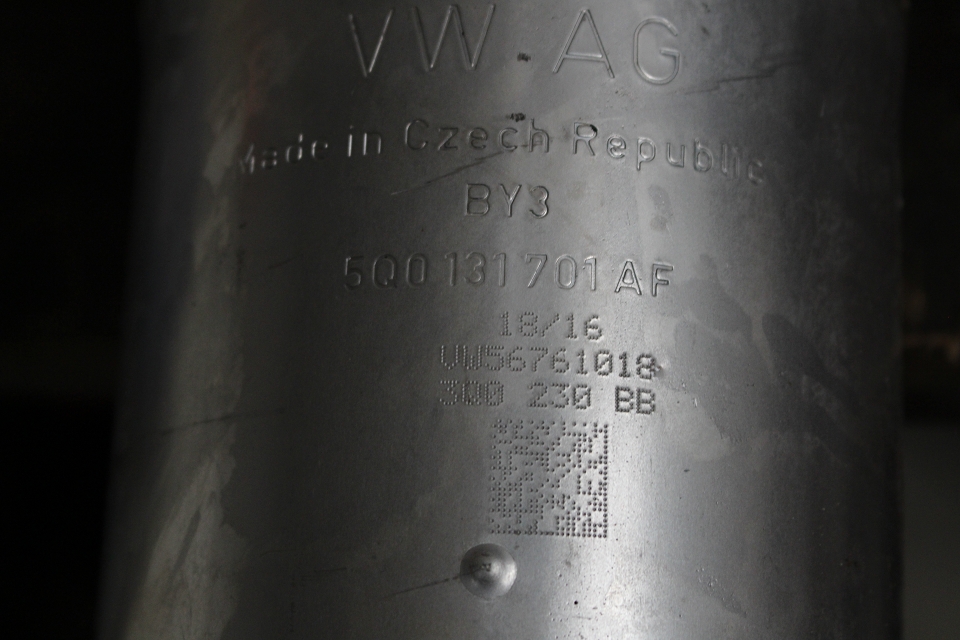 VW AG
Made in Czech Republic
BY3
5Q0 131 701 AF
18/16
VW56761018
3Q0 230 BB